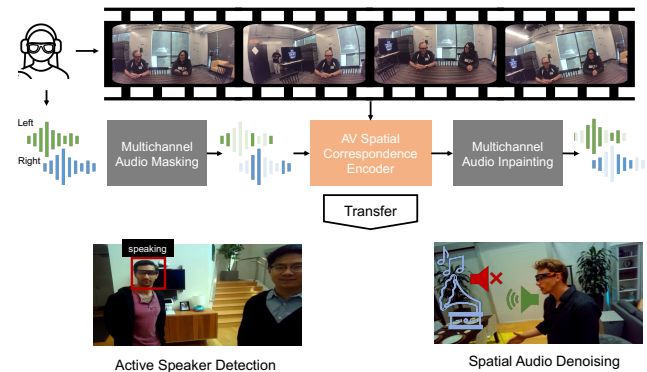 Left
Right
Multichannel
Audio Masking
AV Spatial
Correspondence
Encoder
Multichannel
Audio Inpainting
Transfer
speaking
Active Speaker Detection
Spatial Audio Denoising